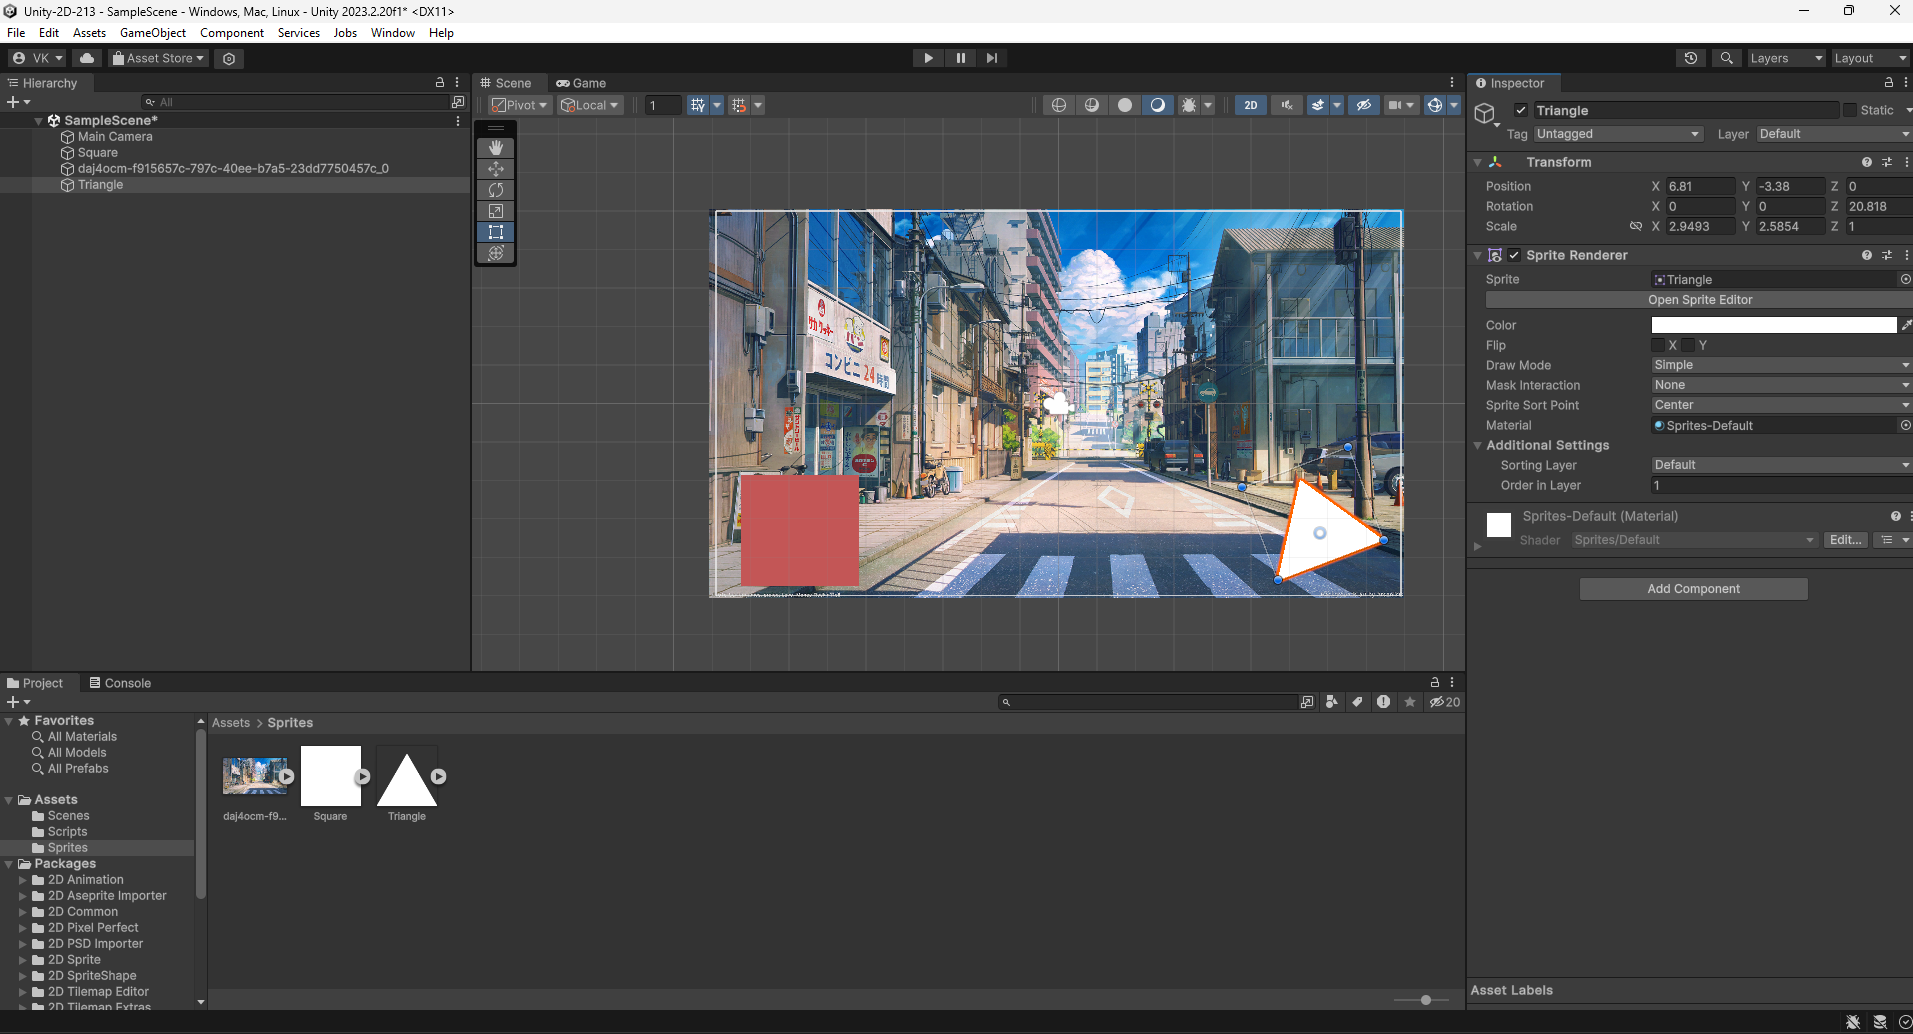 Unity-2D-213 - SampleScene - Windows, Mac, Linux - Unity 2023.2.20f1* <DX11>
File Edit Assets GameObject Component Services Jobs Window Help
VK Asset Store Layers Layout
Hierarchy
All
SampleScene*
Main Camera
Square
daj4ocm-f915657c-797c-40ee-b7a5-23dd7750457c_0
Triangle
Scene Game
Pivot Local 1 2D
コンビニ 24時間
Inspector
Triangle Static
Tag Untagged Layer Default
Transform
Position X 6.81 Y -3.38 Z 0
Rotation X 0 Y 0 Z 20.818
Scale X 2.9493 Y 2.5854 Z 1
Sprite Renderer
Sprite Triangle
Open Sprite Editor
Color
Flip X Y
Draw Mode Simple
Mask Interaction None
Sprite Sort Point Center
Material Sprites-Default
Additional Settings
Sorting Layer Default
Order in Layer 1
Sprites-Default (Material)
Shader Sprites/Default Edit...
Add Component
Asset Labels
Project Console
20
Favorites
All Materials
All Models
All Prefabs
Assets
Scenes
Scripts
Sprites
Packages
2D Animation
2D Aseprite Importer
2D Common
2D Pixel Perfect
2D PSD Importer
2D Sprite
2D SpriteShape
2D Tilemap Editor
2D Tilemap Extras
Assets > Sprites
daj4ocm-f9... Square Triangle